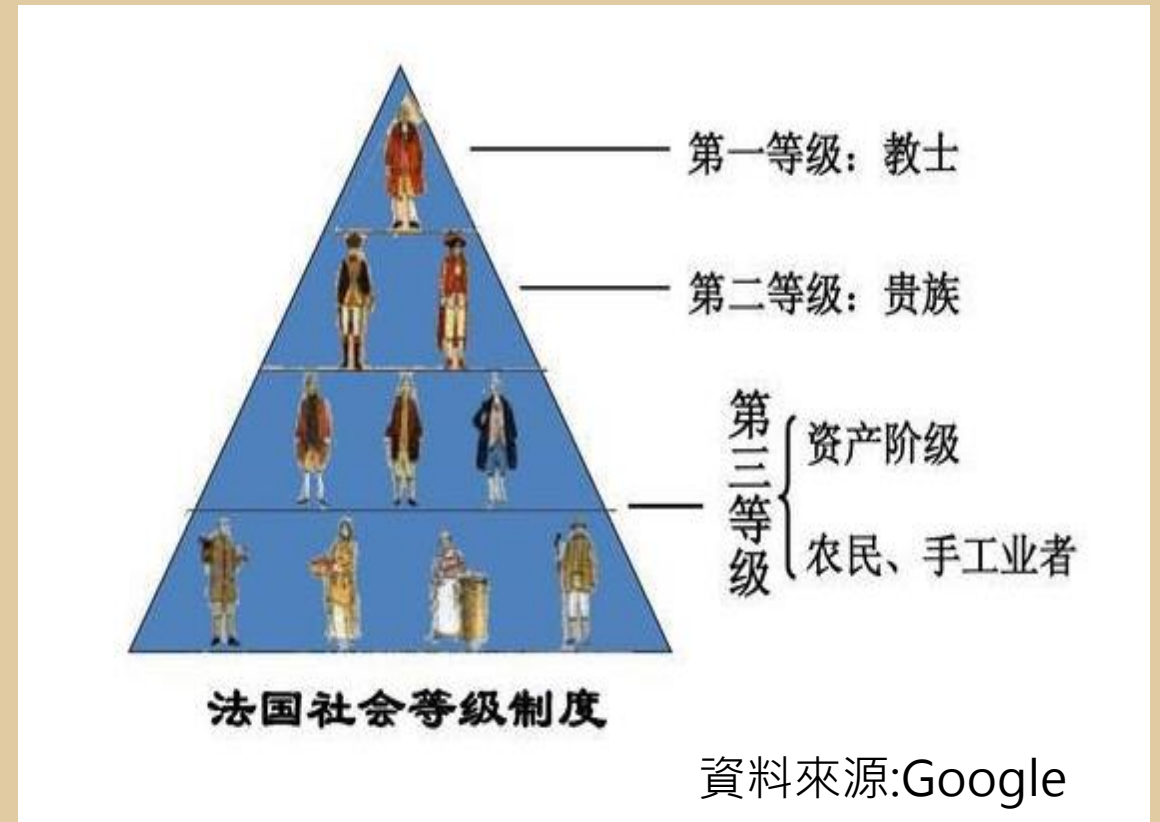 第一等级：教士
第二等级：贵族
第三等级
资产阶级
农民、手工业者
法国社会等级制度
資料來源:Google